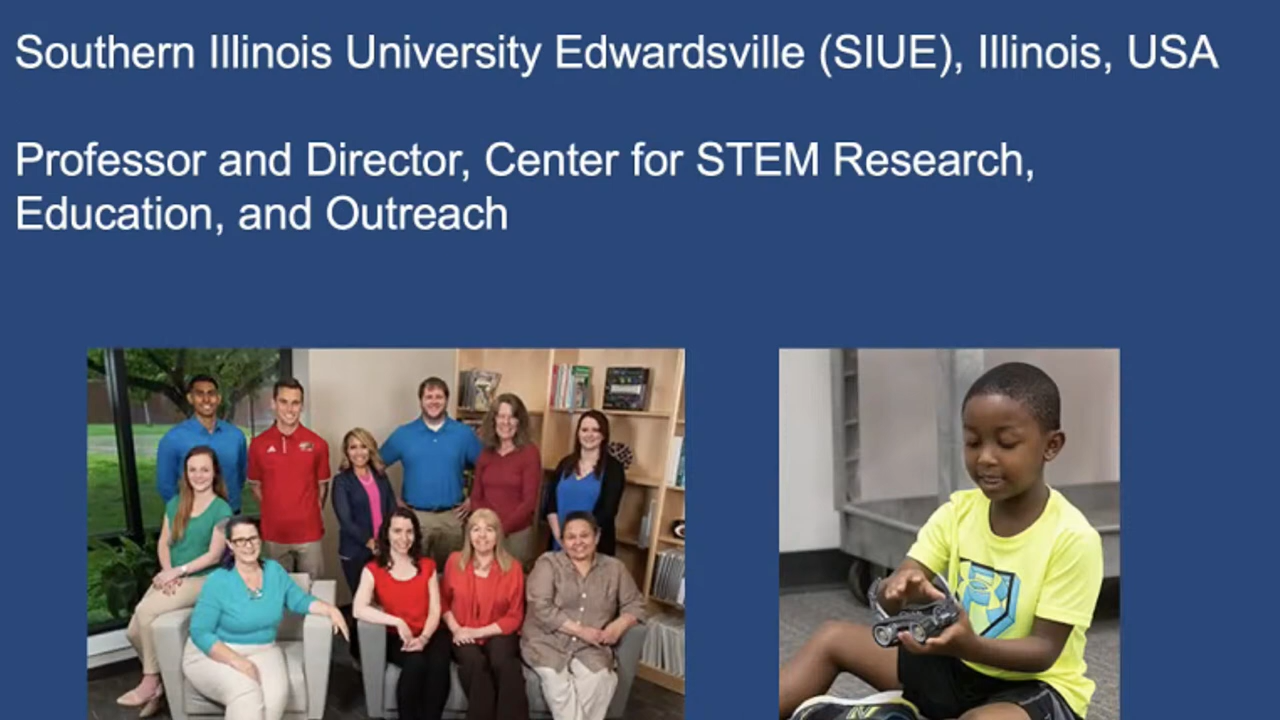 Southern Illinois University Edwardsville (SIUE), Illinois, USA
Professor and Director, Center for STEM Research,
Education, and Outreach